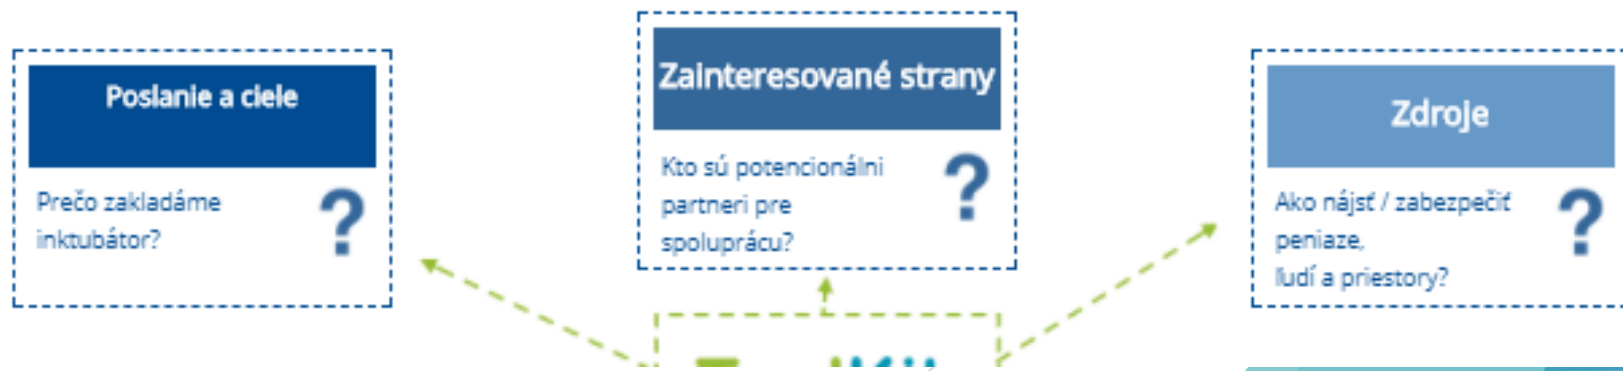 Poslanie a ciele
Prečo zakladáme
inktubátor?
?
Zainteresované strany
Kto sú potencionálni
partneri pre
spoluprácu?
?
Zdroje
Ako nájsť / zabezpečiť
peniaze,
ľudí a priestory?
?